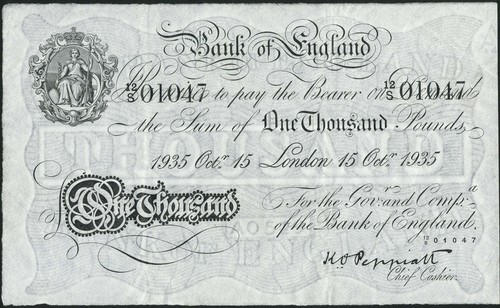 Bank of England
12/S 01047 to pay the Bearer on 12/S 01047
the Sum of One Thousand Pounds,
1935 Octr. 15 London 15 Octr. 1935
One Thousand
For the Govr. and Compa.
of the Bank of England.
12/S 01047
K O Peppiatt
Chief Cashier.